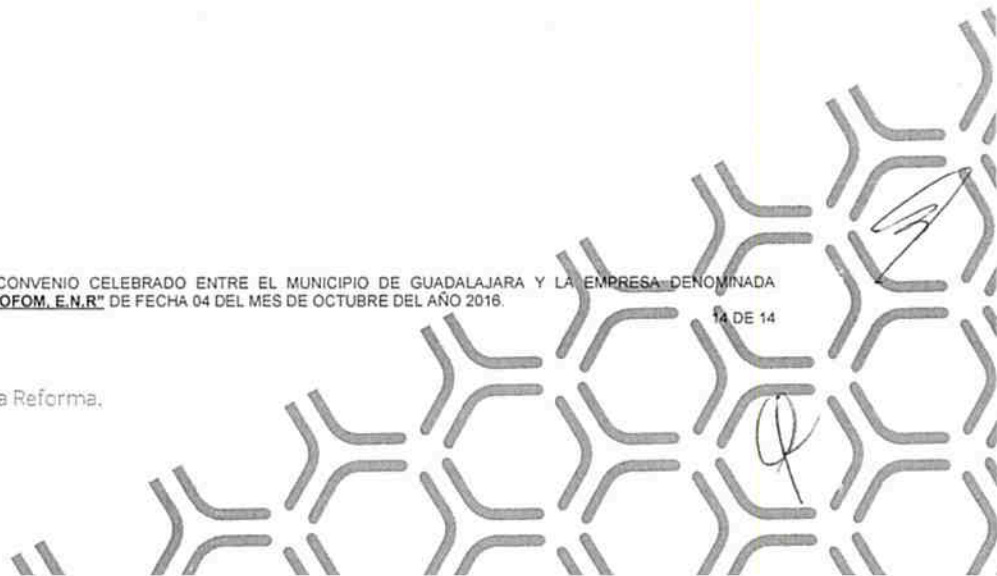 CONVENIO CELEBRADO ENTRE EL MUNICIPIO DE GUADALAJARA Y LA EMPRESA DENOMINADA
OFOM, E.N.R" DE FECHA 04 DEL MES DE OCTUBRE DEL AÑO 2016.
14 DE 14
a Reforma,